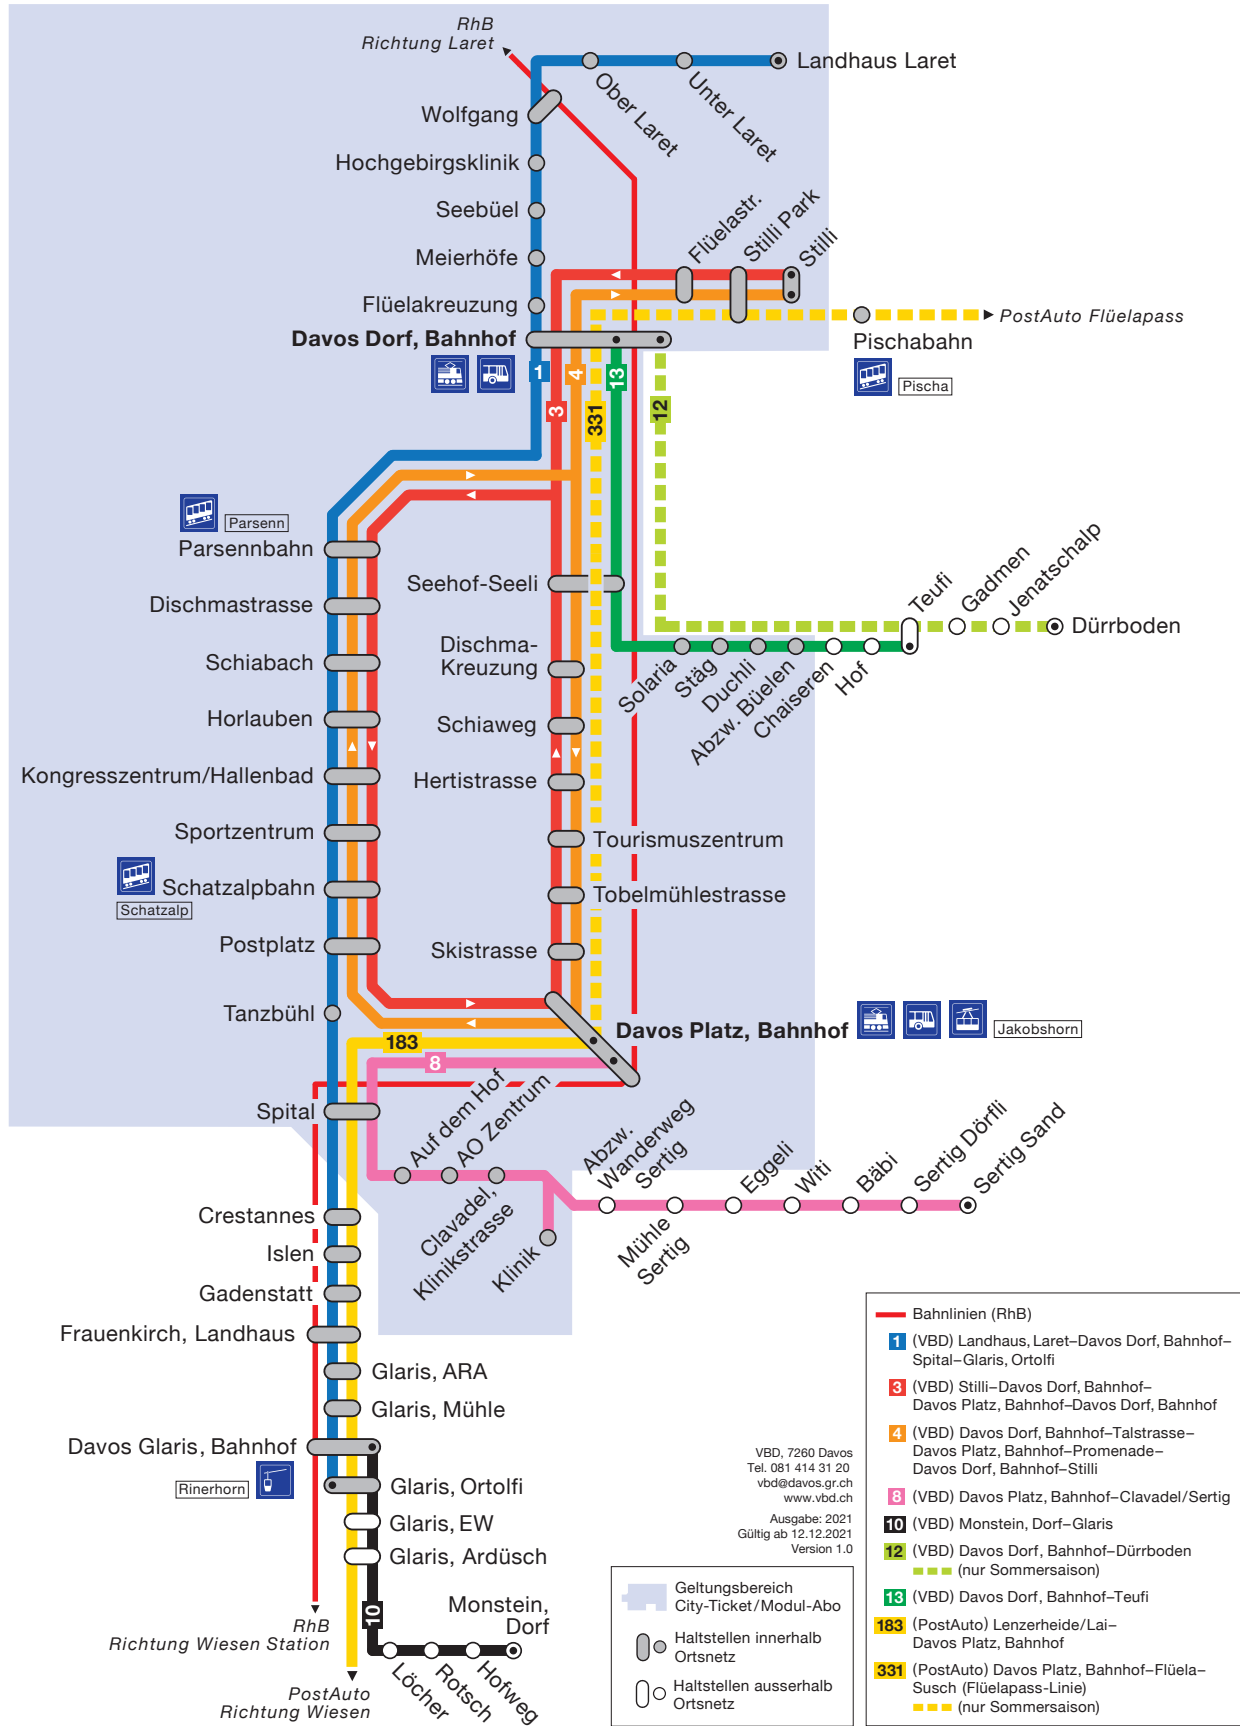 RhB
Richtung Laret
Landhaus Laret
Ober Laret
Unter Laret
Wolfgang
Hochgebirgsklinik
Seebüel
Meierhöfe
Flüelakreuzung
Flüelastr.
Stilli Park
Stilli
Davos Dorf, Bahnhof
PostAuto Flüelapass
Pischabahn
Pischa
1
3
4
331
13
12
Parsenn
Parsennbahn
Dischmastrasse
Schiabach
Horlauben
Kongresszentrum/Hallenbad
Sportzentrum
Schatzalpbahn
Schatzalp
Postplatz
Tanzbühl
Seehof-Seeli
Dischma-
Kreuzung
Schiaweg
Hertistrasse
Tourismuszentrum
Tobelmühlestrasse
Skistrasse
Solaria
Stäg
Duchli
Abzw. Büelen
Chaiseren
Hof
Teufi
Gadmen
Jenatschalp
Dürrboden
Davos Platz, Bahnhof
Jakobshorn
183
8
Spital
Auf dem Hof
AO Zentrum
Clavadel,
Klinikstrasse
Klinik
Abzw.
Wanderweg
Sertig
Mühle
Sertig
Eggeli
Witi
Bäbi
Sertig Dörfli
Sertig Sand
Crestannes
Islen
Gadenstatt
Frauenkirch, Landhaus
Glaris, ARA
Glaris, Mühle
Davos Glaris, Bahnhof
Rinerhorn
Glaris, Ortolfi
Glaris, EW
Glaris, Ardüsch
10
Monstein,
Dorf
Löcher
Rotsch
Hofweg
RhB
Richtung Wiesen Station
PostAuto
Richtung Wiesen
VBD, 7260 Davos
Tel. 081 414 31 20
vbd@davos.gr.ch
www.vbd.ch
Ausgabe: 2021
Gültig ab 12.12.2021
Version 1.0
Geltungsbereich
City-Ticket/Modul-Abo
Haltstellen innerhalb
Ortsnetz
Haltstellen ausserhalb
Ortsnetz
Bahnlinien (RhB)
1 (VBD) Landhaus, Laret–Davos Dorf, Bahnhof–
Spital–Glaris, Ortolfi
3 (VBD) Stilli–Davos Dorf, Bahnhof–
Davos Platz, Bahnhof–Davos Dorf, Bahnhof
4 (VBD) Davos Dorf, Bahnhof–Talstrasse–
Davos Platz, Bahnhof–Promenade–
Davos Dorf, Bahnhof–Stilli
8 (VBD) Davos Platz, Bahnhof–Clavadel/Sertig
10 (VBD) Monstein, Dorf–Glaris
12 (VBD) Davos Dorf, Bahnhof–Dürrboden
(nur Sommersaison)
13 (VBD) Davos Dorf, Bahnhof–Teufi
183 (PostAuto) Lenzerheide/Lai–
Davos Platz, Bahnhof
331 (PostAuto) Davos Platz, Bahnhof–Flüela–
Susch (Flüelapass-Linie)
(nur Sommersaison)